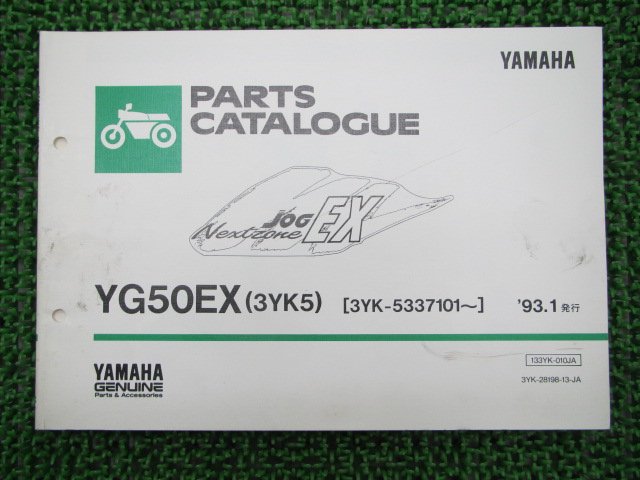 YAMAHA
PARTS
CATALOGUE
JOG
Nextzone EX
YG50EX (3YK5) [3YK-5337101~] '93.1 発行
133YK-010JA
3YK-28198-13-JA
YAMAHA
GENUINE
Parts & Accessories